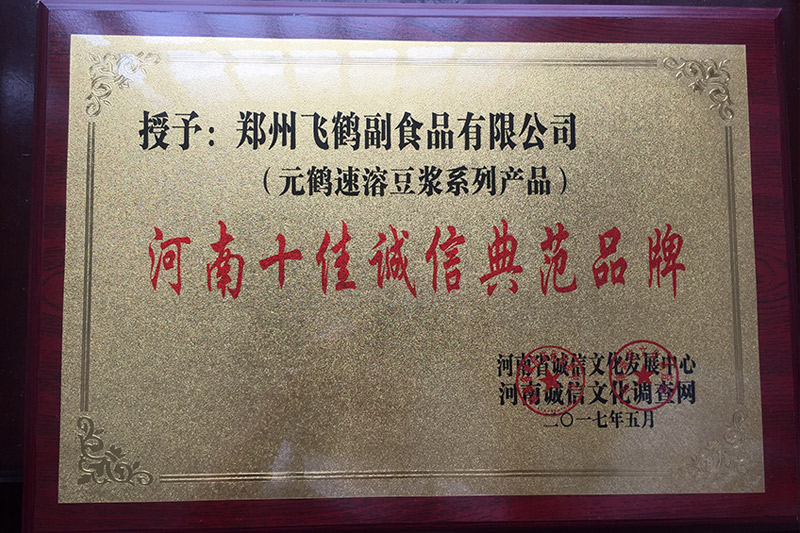 授予：郑州飞鹤副食品有限公司
（元鹤速溶豆浆系列产品）
河南十佳诚信典范品牌
河南省诚信文化发展中心
河南诚信文化调查网
二〇一七年五月